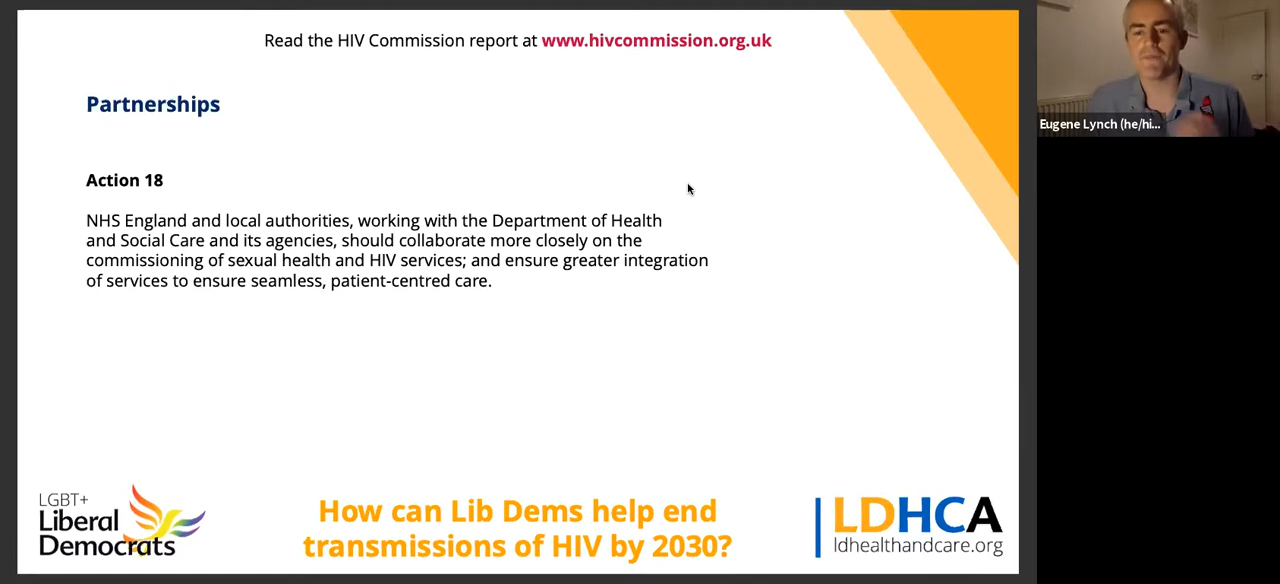 Read the HIV Commission report at www.hivcommission.org.uk
Partnerships
Action 18
NHS England and local authorities, working with the Department of Health
and Social Care and its agencies, should collaborate more closely on the
commissioning of sexual health and HIV services; and ensure greater integration
of services to ensure seamless, patient-centred care.
LGBT+
Liberal
Democrats
How can Lib Dems help end
transmissions of HIV by 2030?
LDHCA
ldhealthandcare.org
Eugene Lynch (he/hi...